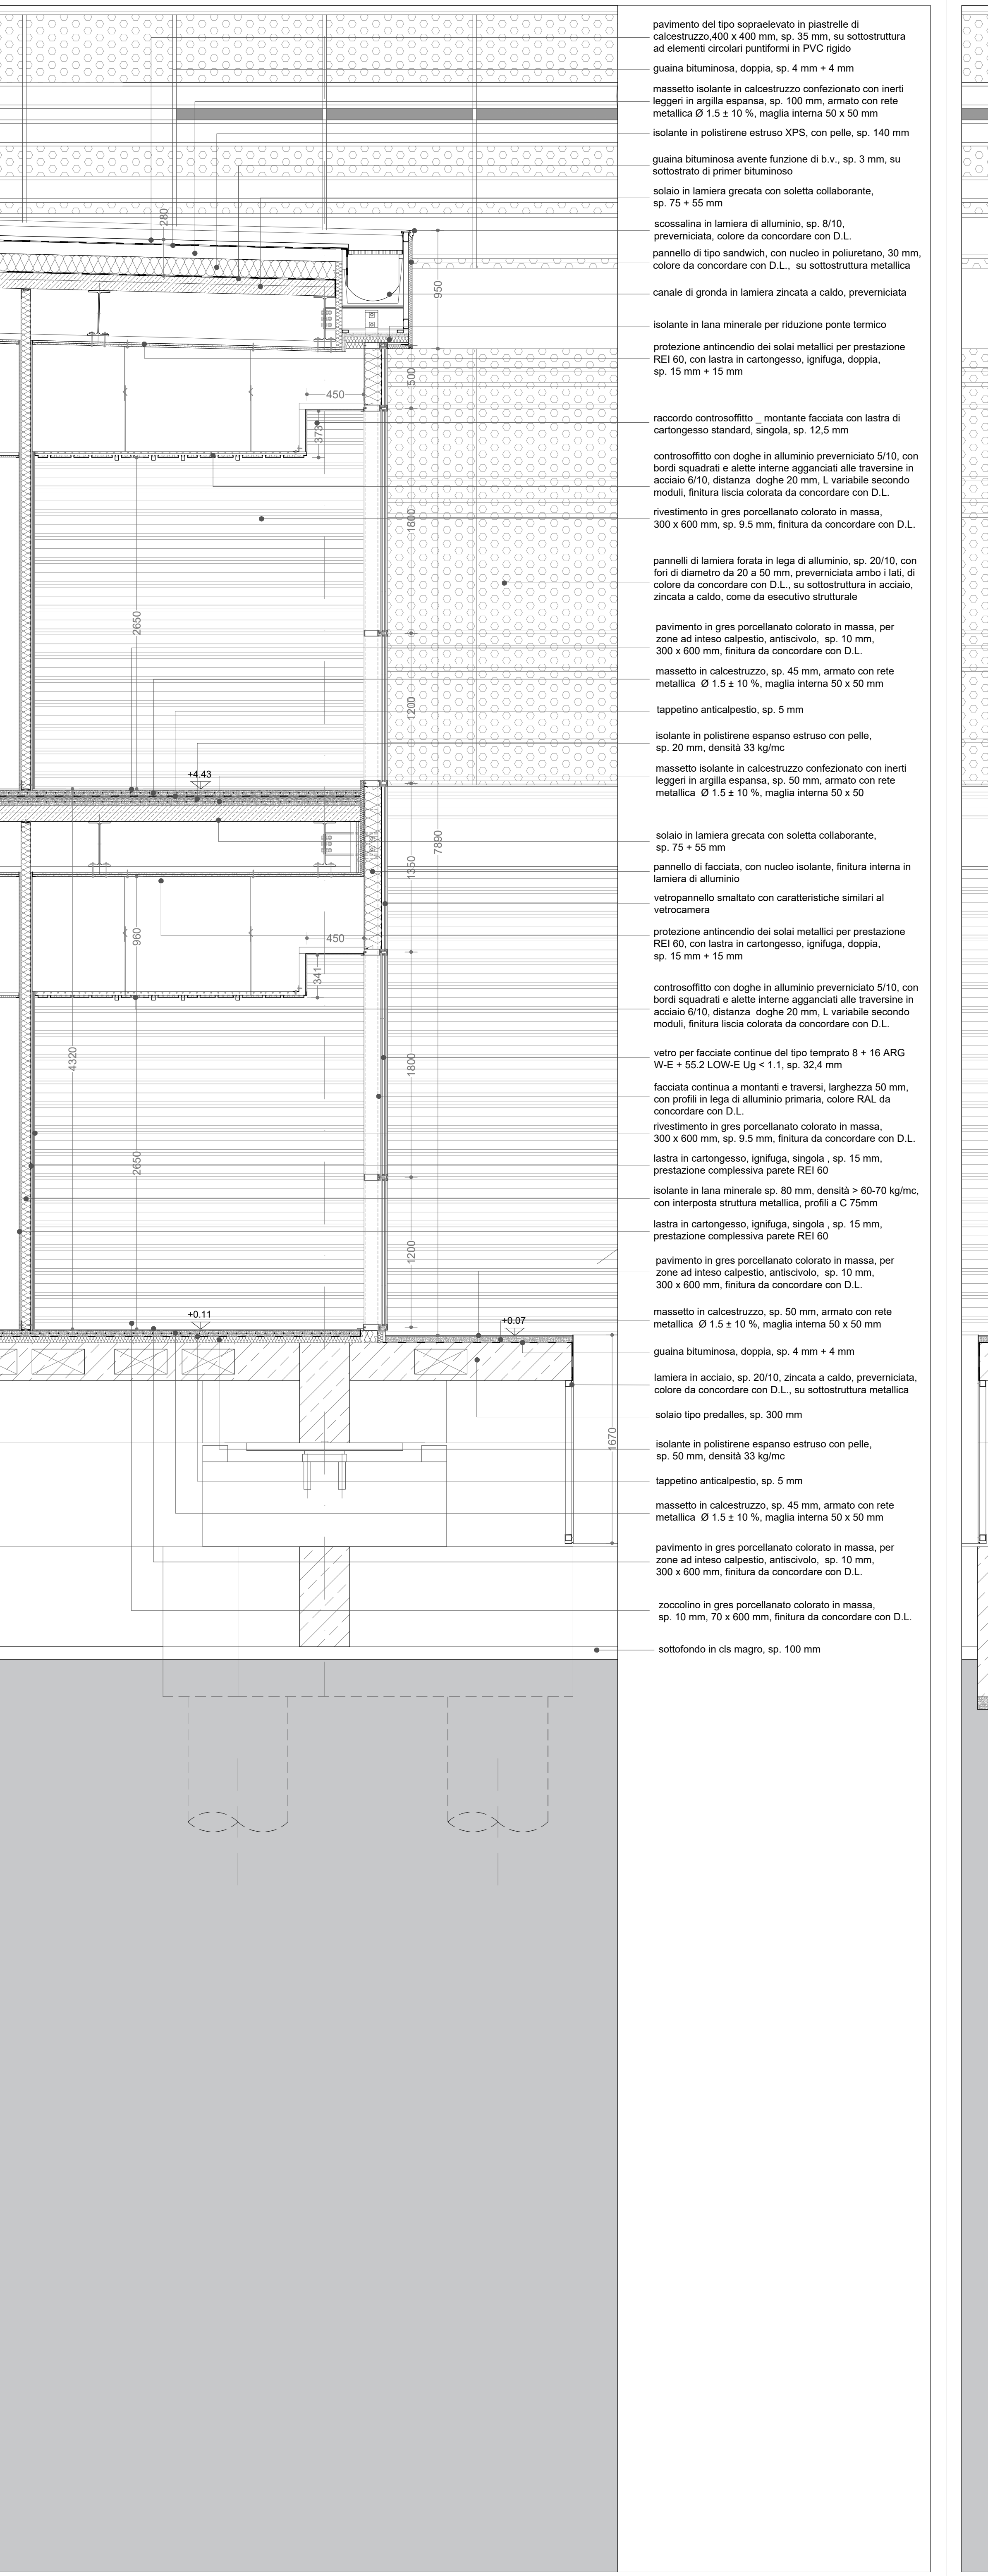 pavimento del tipo sopraelevato in piastrelle di
calcestruzzo,400 x 400 mm, sp. 35 mm, su sottostruttura
ad elementi circolari puntiformi in PVC rigido
guaina bituminosa, doppia, sp. 4 mm + 4 mm
massetto isolante in calcestruzzo confezionato con inerti
leggeri in argilla espansa, sp. 100 mm, armato con rete
metallica Ø 1.5 ± 10 %, maglia interna 50 x 50 mm
isolante in polistirene estruso XPS, con pelle, sp. 140 mm
guaina bituminosa avente funzione di b.v., sp. 3 mm, su
sottostrato di primer bituminoso
solaio in lamiera grecata con soletta collaborante,
sp. 75 + 55 mm
280
scossalina in lamiera di alluminio, sp. 8/10,
preverniciata, colore da concordare con D.L.
pannello di tipo sandwich, con nucleo in poliuretano, 30 mm,
colore da concordare con D.L., su sottostruttura metallica
950
canale di gronda in lamiera zincata a caldo, preverniciata
isolante in lana minerale per riduzione ponte termico
protezione antincendio dei solai metallici per prestazione
REI 60, con lastra in cartongesso, ignifuga, doppia,
sp. 15 mm + 15 mm
500
450
373
raccordo controsoffitto _ montante facciata con lastra di
cartongesso standard, singola, sp. 12,5 mm
controsoffitto con doghe in alluminio preverniciato 5/10, con
bordi squadrati e alette interne agganciati alle traversine in
acciaio 6/10, distanza doghe 20 mm, L variabile secondo
moduli, finitura liscia colorata da concordare con D.L.
rivestimento in gres porcellanato colorato in massa,
300 x 600 mm, sp. 9.5 mm, finitura da concordare con D.L.
1800
pannelli di lamiera forata in lega di alluminio, sp. 20/10, con
fori di diametro da 20 a 50 mm, preverniciata ambo i lati, di
colore da concordare con D.L., su sottostruttura in acciaio,
zincata a caldo, come da esecutivo strutturale
2650
pavimento in gres porcellanato colorato in massa, per
zone ad inteso calpestio, antiscivolo, sp. 10 mm,
300 x 600 mm, finitura da concordare con D.L.
massetto in calcestruzzo, sp. 45 mm, armato con rete
metallica Ø 1.5 ± 10 %, maglia interna 50 x 50 mm
1200
tappetino anticalpestio, sp. 5 mm
isolante in polistirene espanso estruso con pelle,
sp. 20 mm, densità 33 kg/mc
+4.43
massetto isolante in calcestruzzo confezionato con inerti
leggeri in argilla espansa, sp. 50 mm, armato con rete
metallica Ø 1.5 ± 10 %, maglia interna 50 x 50
solaio in lamiera grecata con soletta collaborante,
sp. 75 + 55 mm
7890
1350
pannello di facciata, con nucleo isolante, finitura interna in
lamiera di alluminio
vetropannello smaltato con caratteristiche similari al
vetrocamera
960
450
protezione antincendio dei solai metallici per prestazione
REI 60, con lastra in cartongesso, ignifuga, doppia,
sp. 15 mm + 15 mm
341
controsoffitto con doghe in alluminio preverniciato 5/10, con
bordi squadrati e alette interne agganciati alle traversine in
acciaio 6/10, distanza doghe 20 mm, L variabile secondo
moduli, finitura liscia colorata da concordare con D.L.
4320
1800
vetro per facciate continue del tipo temprato 8 + 16 ARG
W-E + 55.2 LOW-E Ug < 1.1, sp. 32,4 mm
facciata continua a montanti e traversi, larghezza 50 mm,
con profili in lega di alluminio primaria, colore RAL da
concordare con D.L.
rivestimento in gres porcellanato colorato in massa,
300 x 600 mm, sp. 9.5 mm, finitura da concordare con D.L.
2650
lastra in cartongesso, ignifuga, singola , sp. 15 mm,
prestazione complessiva parete REI 60
isolante in lana minerale sp. 80 mm, densità > 60-70 kg/mc,
con interposta struttura metallica, profili a C 75mm
lastra in cartongesso, ignifuga, singola , sp. 15 mm,
prestazione complessiva parete REI 60
1200
pavimento in gres porcellanato colorato in massa, per
zone ad inteso calpestio, antiscivolo, sp. 10 mm,
300 x 600 mm, finitura da concordare con D.L.
+0.11
+0.07
massetto in calcestruzzo, sp. 50 mm, armato con rete
metallica Ø 1.5 ± 10 %, maglia interna 50 x 50 mm
guaina bituminosa, doppia, sp. 4 mm + 4 mm
lamiera in acciaio, sp. 20/10, zincata a caldo, preverniciata,
colore da concordare con D.L., su sottostruttura metallica
solaio tipo predalles, sp. 300 mm
1670
isolante in polistirene espanso estruso con pelle,
sp. 50 mm, densità 33 kg/mc
tappetino anticalpestio, sp. 5 mm
massetto in calcestruzzo, sp. 45 mm, armato con rete
metallica Ø 1.5 ± 10 %, maglia interna 50 x 50 mm
pavimento in gres porcellanato colorato in massa, per
zone ad inteso calpestio, antiscivolo, sp. 10 mm,
300 x 600 mm, finitura da concordare con D.L.
zoccolino in gres porcellanato colorato in massa,
sp. 10 mm, 70 x 600 mm, finitura da concordare con D.L.
sottofondo in cls magro, sp. 100 mm